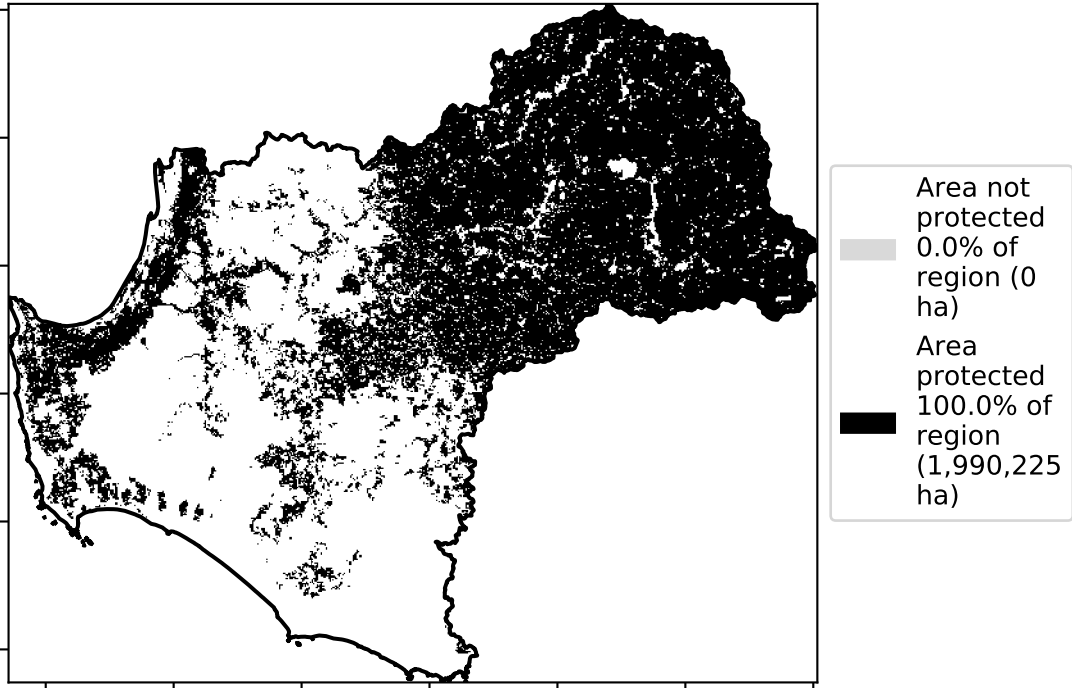 Area not
protected
0.0% of
region (0
ha)
Area
protected
100.0% of
region
(1,990,225
ha)